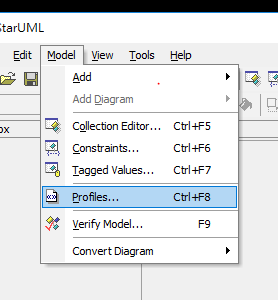 StarUML
Edit Model View Tools Help
Add
Add Diagram
Collection Editor... Ctrl+F5
Constraints... Ctrl+F6
Tagged Values... Ctrl+F7
Profiles... Ctrl+F8
Verify Model... F9
Convert Diagram
ox